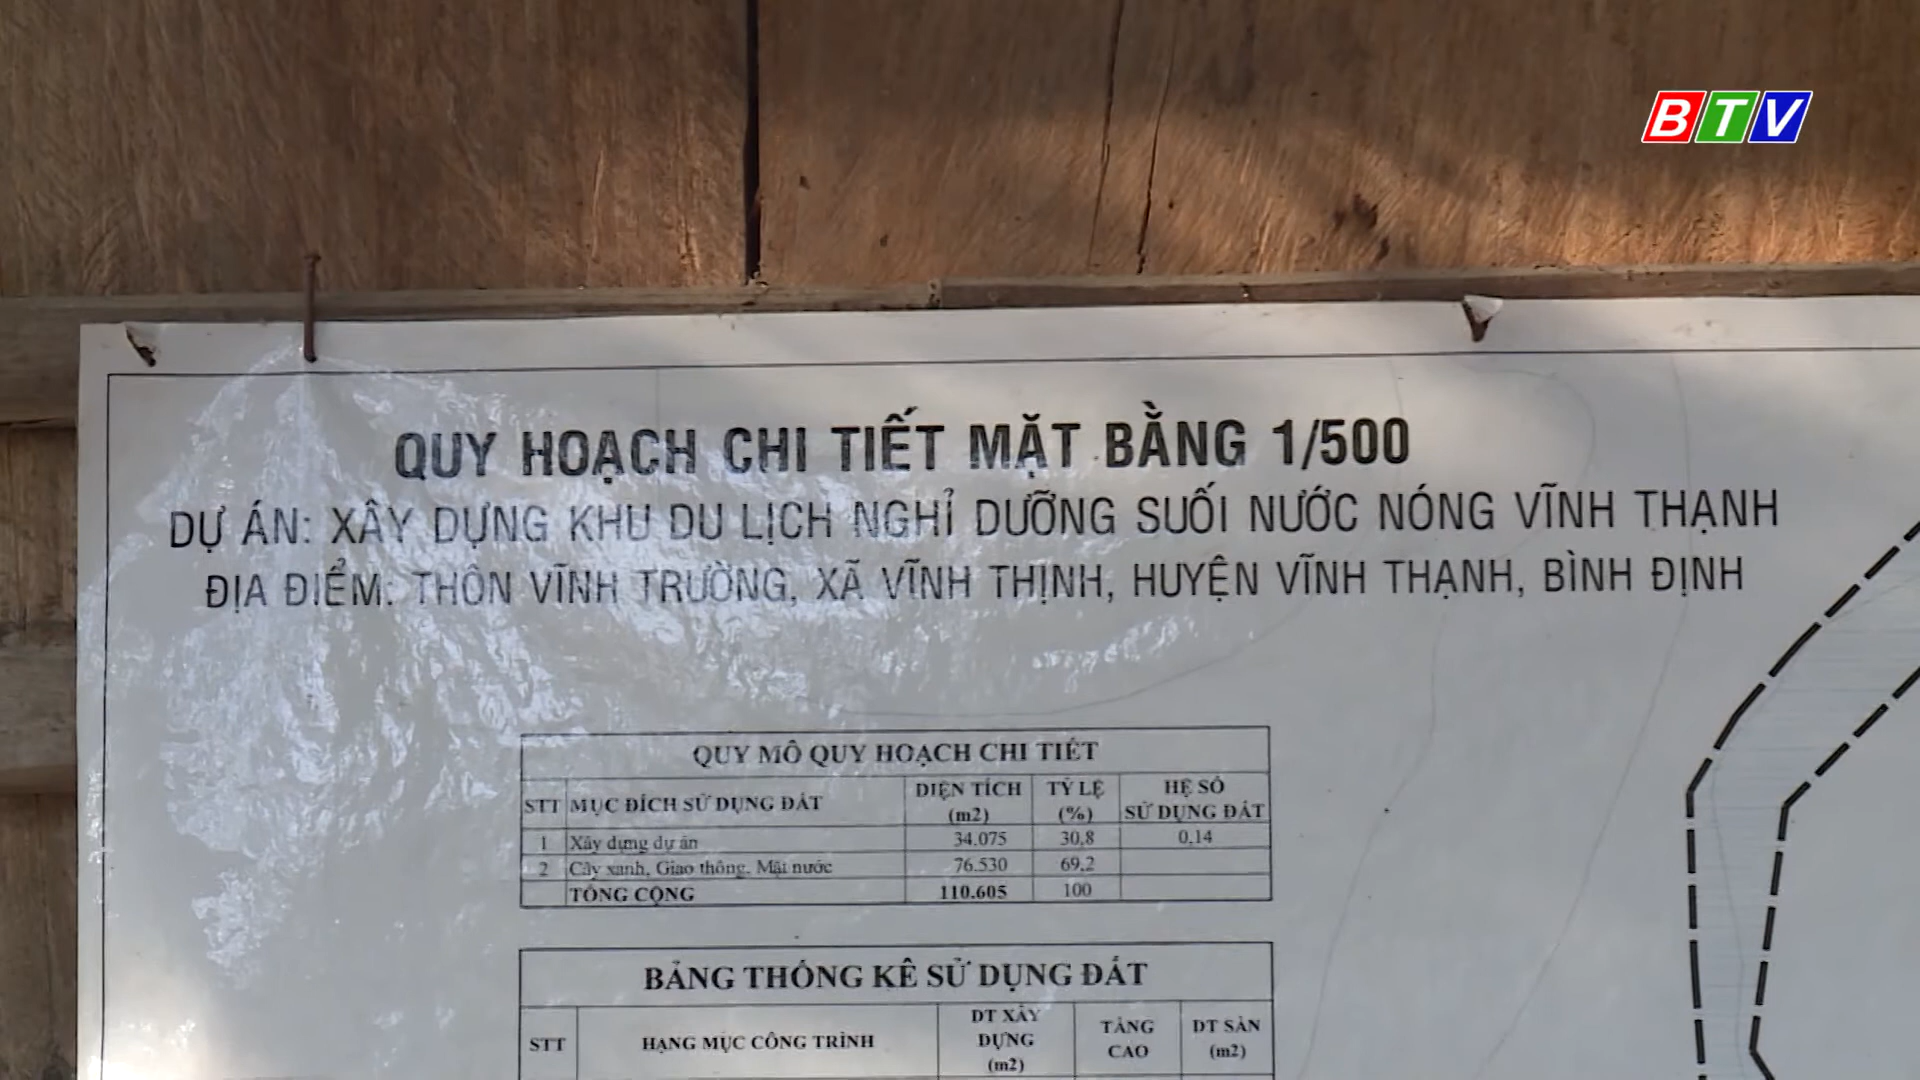 BTV
QUY HOẠCH CHI TIẾT MẶT BẰNG 1/500
DỰ ÁN: XÂY DỰNG KHU DU LỊCH NGHỈ DƯỠNG SUỐI NƯỚC NÓNG VĨNH THẠNH
ĐỊA ĐIỂM: THÔN VĨNH TRƯỜNG, XÃ VĨNH THỊNH, HUYỆN VĨNH THẠNH, BÌNH ĐỊNH
QUY MÔ QUY HOẠCH CHI TIẾT
STT MỤC ĐÍCH SỬ DỤNG ĐẤT DIỆN TÍCH (m2) TỶ LỆ (%) HỆ SỐ SỬ DỤNG ĐẤT
1 Xây dựng dự án 34.075 30,8 0,14
2 Cây xanh, Giao thông, Mặt nước 76.530 69,2
TỔNG CỘNG 110.605 100
BẢNG THỐNG KÊ SỬ DỤNG ĐẤT
STT HẠNG MỤC CÔNG TRÌNH DT XÂY DỰNG (m2) TẦNG CAO DT SÀN (m2)